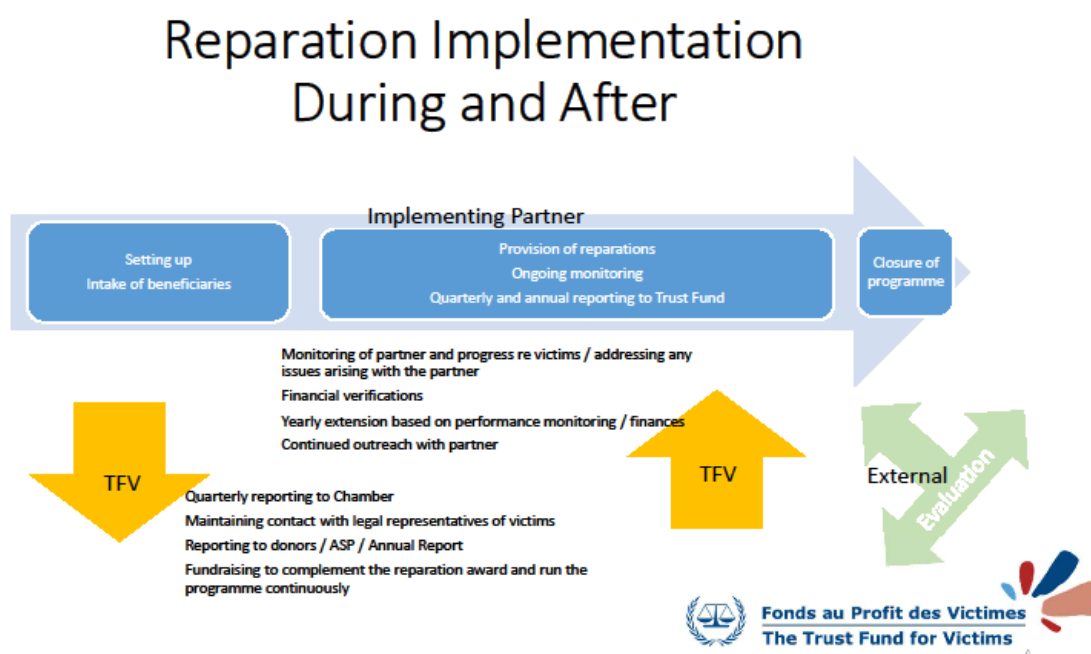 Reparation Implementation
During and After
Implementing Partner
Setting up
Intake of beneficiaries
Provision of reparations
Ongoing monitoring
Quarterly and annual reporting to Trust Fund
Closure of
programme
Monitoring of partner and progress re victims / addressing any
issues arising with the partner
Financial verifications
Yearly extension based on performance monitoring / finances
Continued outreach with partner
TFV
Quarterly reporting to Chamber
Maintaining contact with legal representatives of victims
Reporting to donors / ASP / Annual Report
Fundraising to complement the reparation award and run the
programme continuously
TFV
External
Evaluation
Fonds au Profit des Victimes
The Trust Fund for Victims